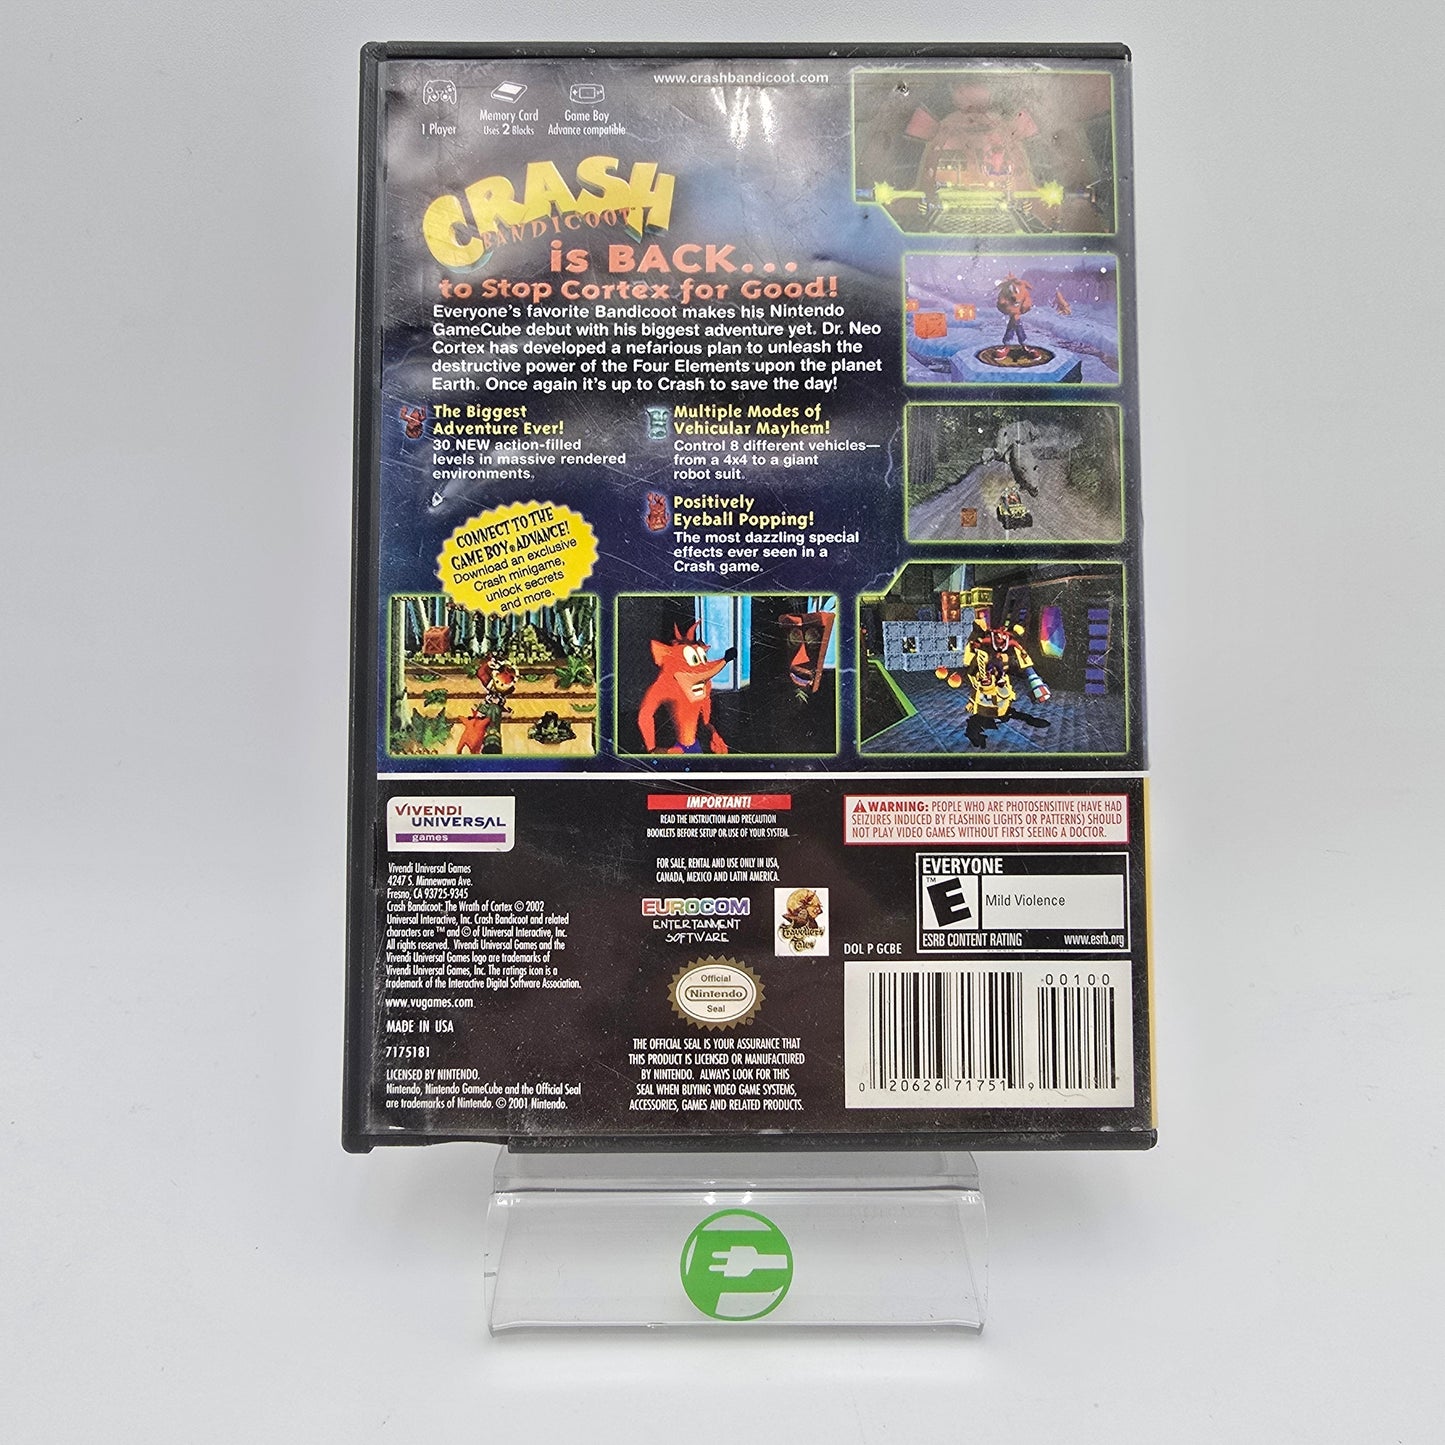 www.crashbandicoot.com
1 Player
Memory Card
Uses 2 Blocks
Game Boy
Advance compatible
CRASH
BANDICOOT™
is BACK...
to Stop Cortex for Good!
Everyone's favorite Bandicoot makes his Nintendo
GameCube debut with his biggest adventure yet. Dr. Neo
Cortex has developed a nefarious plan to unleash the
destructive power of the Four Elements upon the planet
Earth. Once again it's up to Crash to save the day!
The Biggest
Adventure Ever!
30 NEW action-filled
levels in massive rendered
environments.
Multiple Modes of
Vehicular Mayhem!
Control 8 different vehicles—
from a 4x4 to a giant
robot suit.
Positively
Eyeball Popping!
The most dazzling special
effects ever seen in a
Crash game.
CONNECT TO THE
GAME BOY® ADVANCE!
Download an exclusive
Crash minigame,
unlock secrets
and more.
VIVENDI
UNIVERSAL
games
Vivendi Universal Games
4247 S. Minnewawa Ave.
Fresno, CA 93725-9345
Crash Bandicoot: The Wrath of Cortex © 2002
Universal Interactive, Inc. Crash Bandicoot and related
characters are ™ and © of Universal Interactive, Inc.
All rights reserved. Vivendi Universal Games and the
Vivendi Universal Games logo are trademarks of
Vivendi Universal Games, Inc. The ratings icon is a
trademark of the Interactive Digital Software Association.
www.vugames.com
MADE IN USA
7175181
LICENSED BY NINTENDO.
Nintendo, Nintendo GameCube and the Official Seal
are trademarks of Nintendo. © 2001 Nintendo.
IMPORTANT!
READ THE INSTRUCTION AND PRECAUTION
BOOKLETS BEFORE SETUP OR USE OF YOUR SYSTEM.
FOR SALE, RENTAL AND USE ONLY IN USA,
CANADA, MEXICO AND LATIN AMERICA.
EUROCOM
ENTERTAINMENT
SOFTWARE
Traveller's
Tales
Official
Nintendo
Seal
THE OFFICIAL SEAL IS YOUR ASSURANCE THAT
THIS PRODUCT IS LICENSED OR MANUFACTURED
BY NINTENDO. ALWAYS LOOK FOR THIS
SEAL WHEN BUYING VIDEO GAME SYSTEMS,
ACCESSORIES, GAMES AND RELATED PRODUCTS.
WARNING: PEOPLE WHO ARE PHOTOSENSITIVE (HAVE HAD
SEIZURES INDUCED BY FLASHING LIGHTS OR PATTERNS) SHOULD
NOT PLAY VIDEO GAMES WITHOUT FIRST SEEING A DOCTOR.
EVERYONE
™
E
Mild Violence
ESRB CONTENT RATING www.esrb.org
DOL P GCBE
00100
0 20626 71751 9